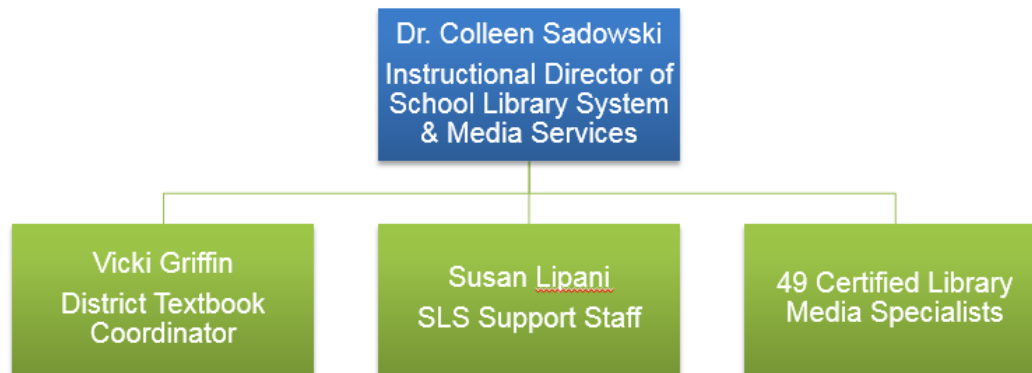 Dr. Colleen Sadowski
Instructional Director of
School Library System
& Media Services
Vicki Griffin
District Textbook
Coordinator
Susan Lipani
SLS Support Staff
49 Certified Library
Media Specialists